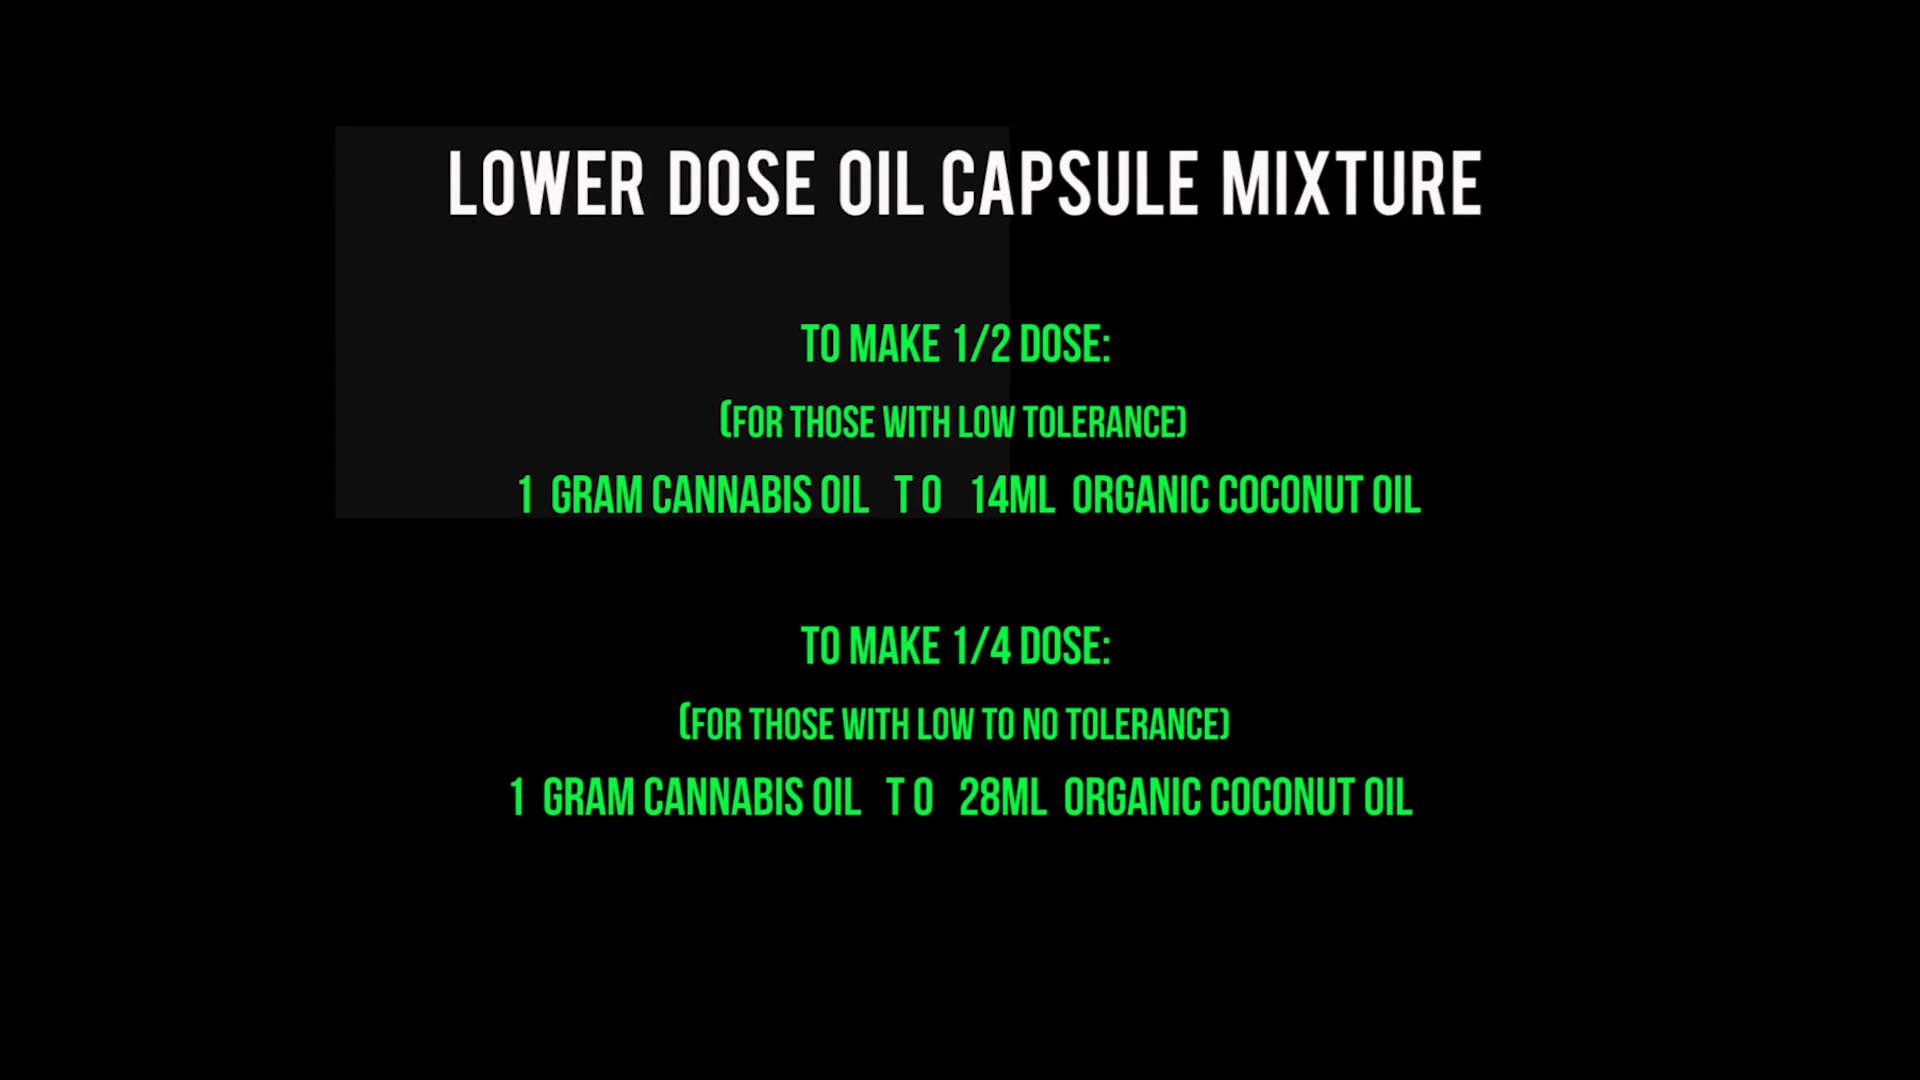 LOWER DOSE OIL CAPSULE MIXTURE
TO MAKE 1/2 DOSE:
(FOR THOSE WITH LOW TOLERANCE)
1 GRAM CANNABIS OIL TO 14ML ORGANIC COCONUT OIL
TO MAKE 1/4 DOSE:
(FOR THOSE WITH LOW TO NO TOLERANCE)
1 GRAM CANNABIS OIL TO 28ML ORGANIC COCONUT OIL